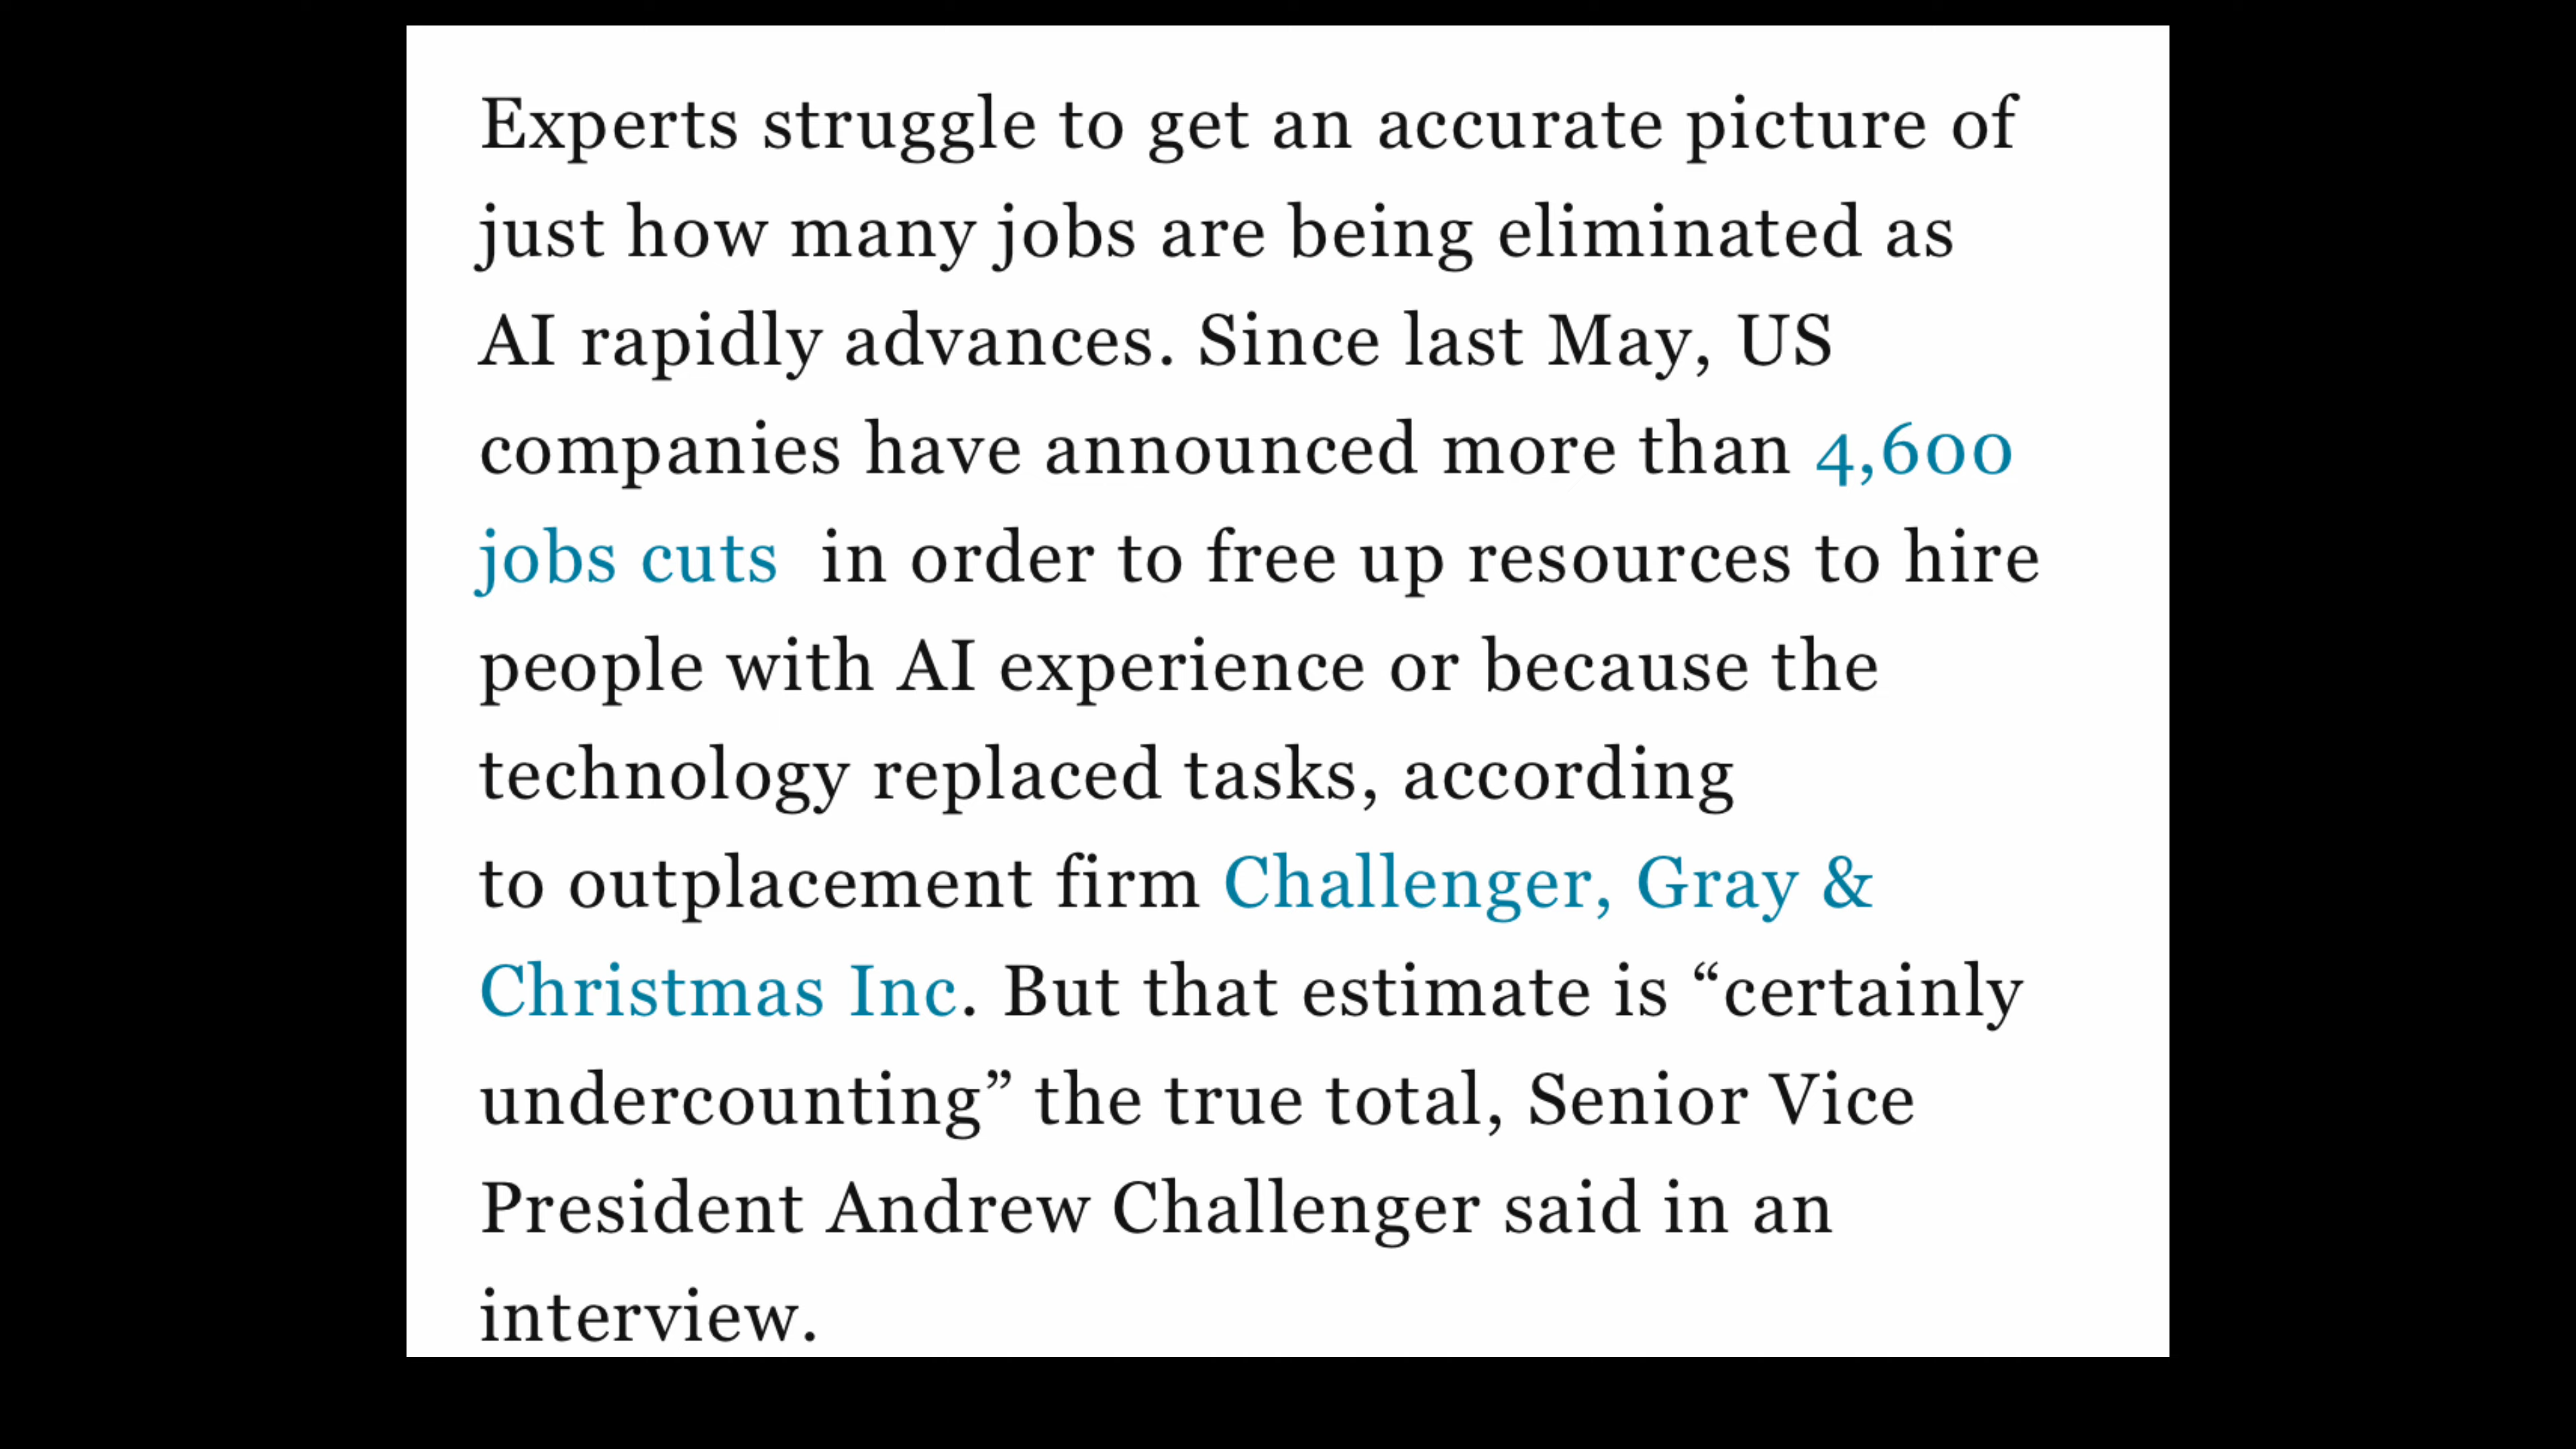 Experts struggle to get an accurate picture of
just how many jobs are being eliminated as
AI rapidly advances. Since last May, US
companies have announced more than 4,600
jobs cuts in order to free up resources to hire
people with AI experience or because the
technology replaced tasks, according
to outplacement firm Challenger, Gray &
Christmas Inc. But that estimate is “certainly
undercounting” the true total, Senior Vice
President Andrew Challenger said in an
interview.